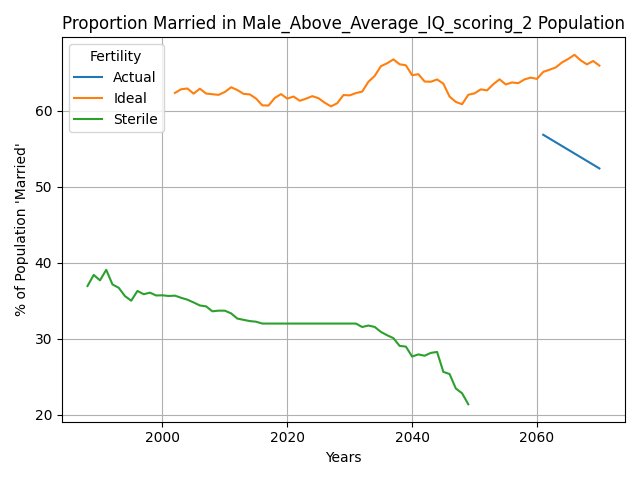 Proportion Married in Male_Above_Average_IQ_scoring_2 Population
Fertility
Actual
Ideal
Sterile
% of Population 'Married'
60
50
40
30
20
2000
2020
2040
2060
Years